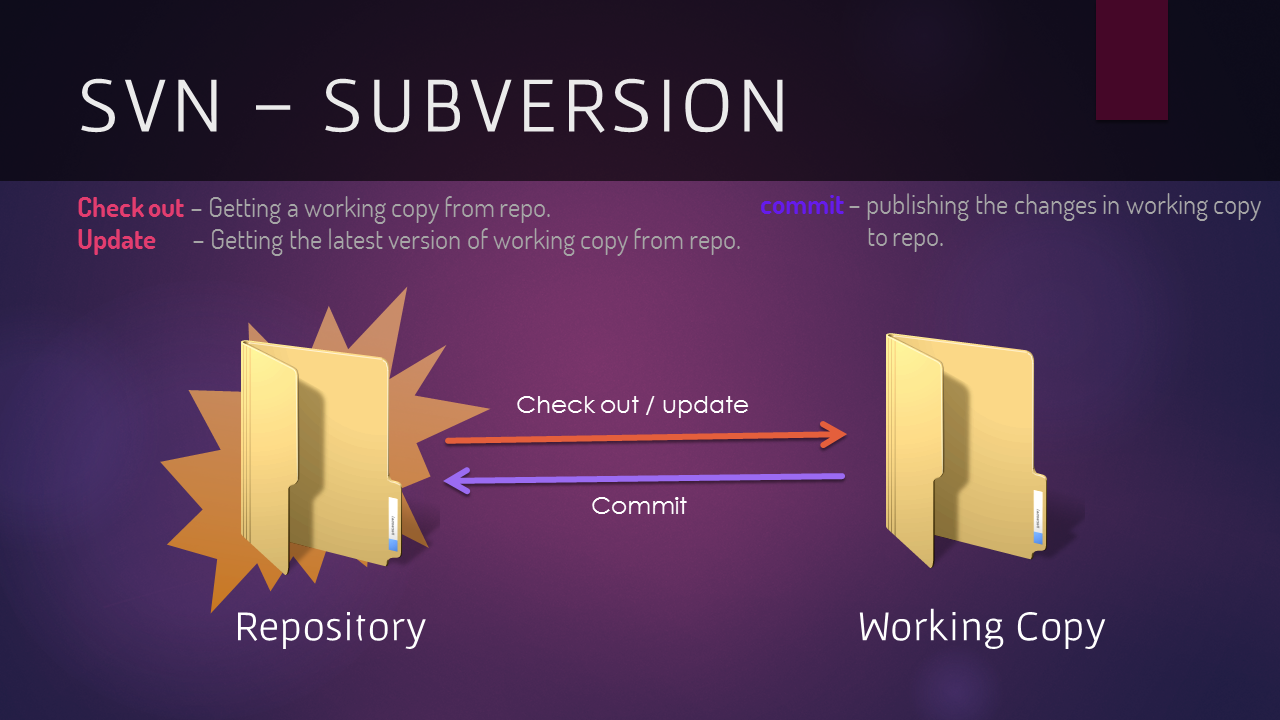 SVN – SUBVERSION
Check out – Getting a working copy from repo.
Update – Getting the latest version of working copy from repo.
commit – publishing the changes in working copy
to repo.
Check out / update
Commit
Repository
Working Copy